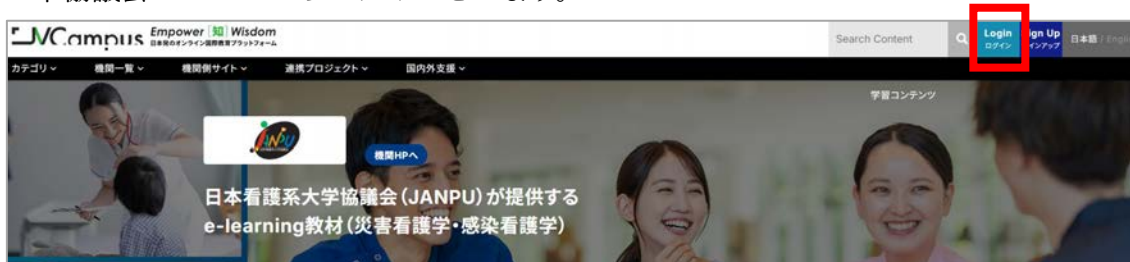 JVCampus Empower [知] Wisdom
日本発のオンライン国際教育プラットフォーム
Search Content
Login
ログイン
ign Up
インアップ
日本語 / Englis
カテゴリ
機関一覧
機関側サイト
連携プロジェクト
国内外支援
学習コンテンツ
JANPU
機関HPへ
日本看護系大学協議会(JANPU)が提供する
e-learning教材(災害看護学・感染看護学)